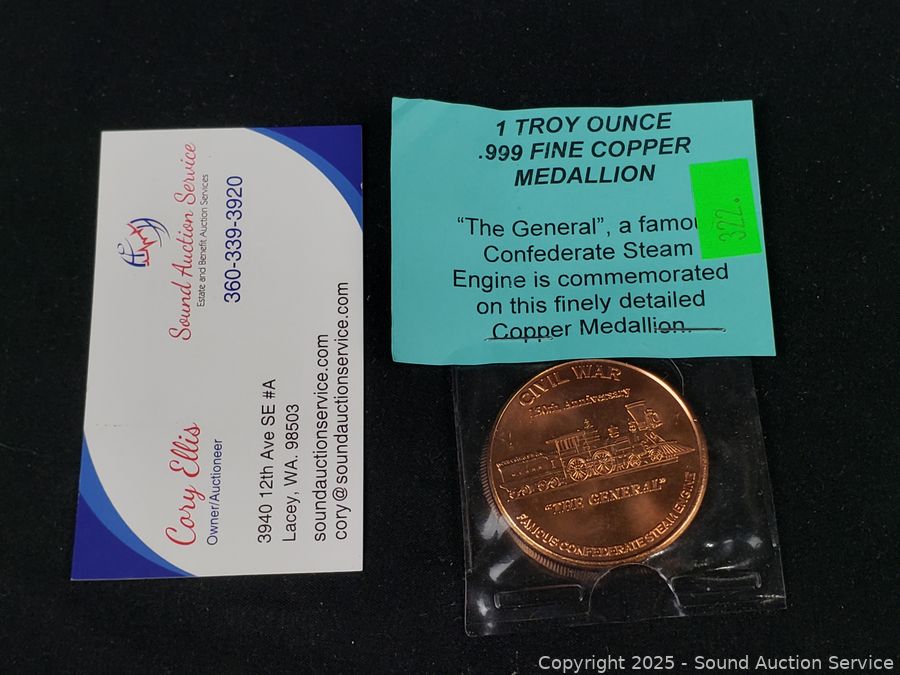 Sound Auction Service
Estate and Benefit Auction Services
360-339-3920
Cory Ellis
Owner/Auctioneer
3940 12th Ave SE #A
Lacey, WA. 98503
soundauctionservice.com
cory@soundauctionservice.com
1 TROY OUNCE
.999 FINE COPPER
MEDALLION
"The General", a famou
Confederate Steam
Engine is commemorated
on this finely detailed
Copper Medallion.
322.
CIVIL WAR
150th Anniversary
"THE GENERAL"
FAMOUS CONFEDERATE STEAM ENGINE
Copyright 2025 - Sound Auction Service